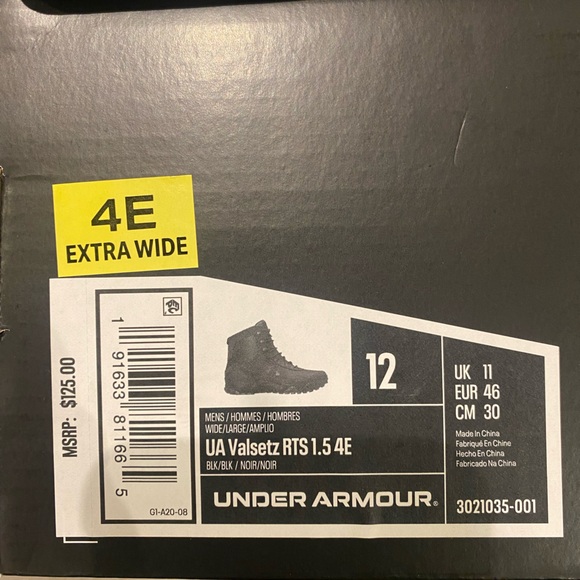 4E
EXTRA WIDE
MSRP: $125.00
1 91633 81166 5
G1-A20-08
12
UK 11
EUR 46
CM 30
MENS / HOMMES / HOMBRES
WIDE/LARGE/AMPLIO
UA Valsetz RTS 1.5 4E
BLK/BLK / NOIR/NOIR
Made In China
Fabriqué En Chine
Hecho En China
Fabricado Na China
UNDER ARMOUR®
3021035-001